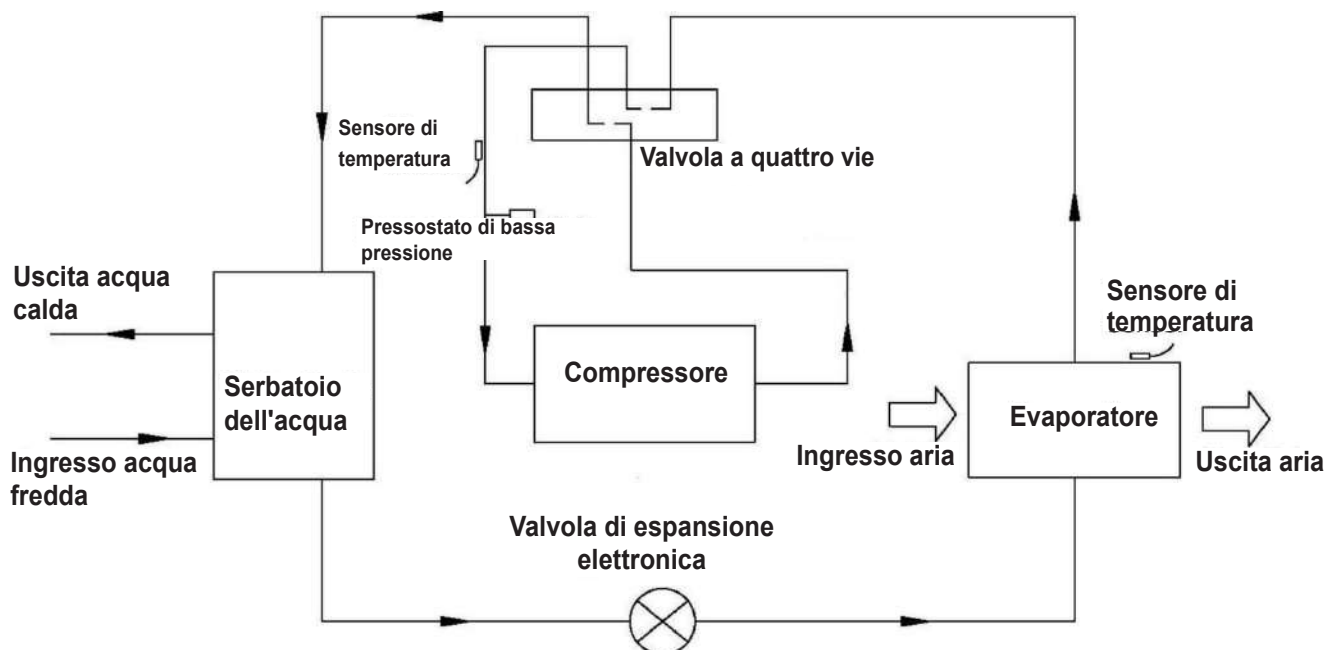 Sensore di
temperatura
Valvola a quattro vie
Pressostato di bassa
pressione
Uscita acqua
calda
Sensore di
temperatura
Compressore
Serbatoio
dell'acqua
Evaporatore
Ingresso aria
Uscita aria
Ingresso acqua
fredda
Valvola di espansione
elettronica